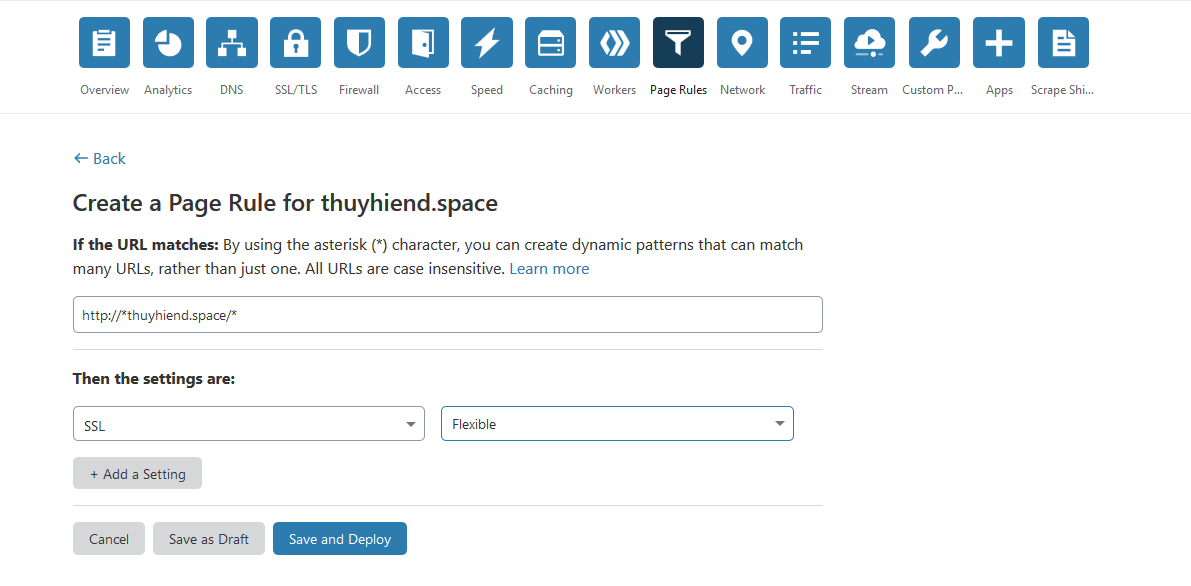 Overview Analytics DNS SSL/TLS Firewall Access Speed Caching Workers Page Rules Network Traffic Stream Custom P... Apps Scrape Shi...
← Back
Create a Page Rule for thuyhiend.space
If the URL matches: By using the asterisk (*) character, you can create dynamic patterns that can match
many URLs, rather than just one. All URLs are case insensitive. Learn more
http://*thuyhiend.space/*
Then the settings are:
SSL Flexible
+ Add a Setting
Cancel Save as Draft Save and Deploy